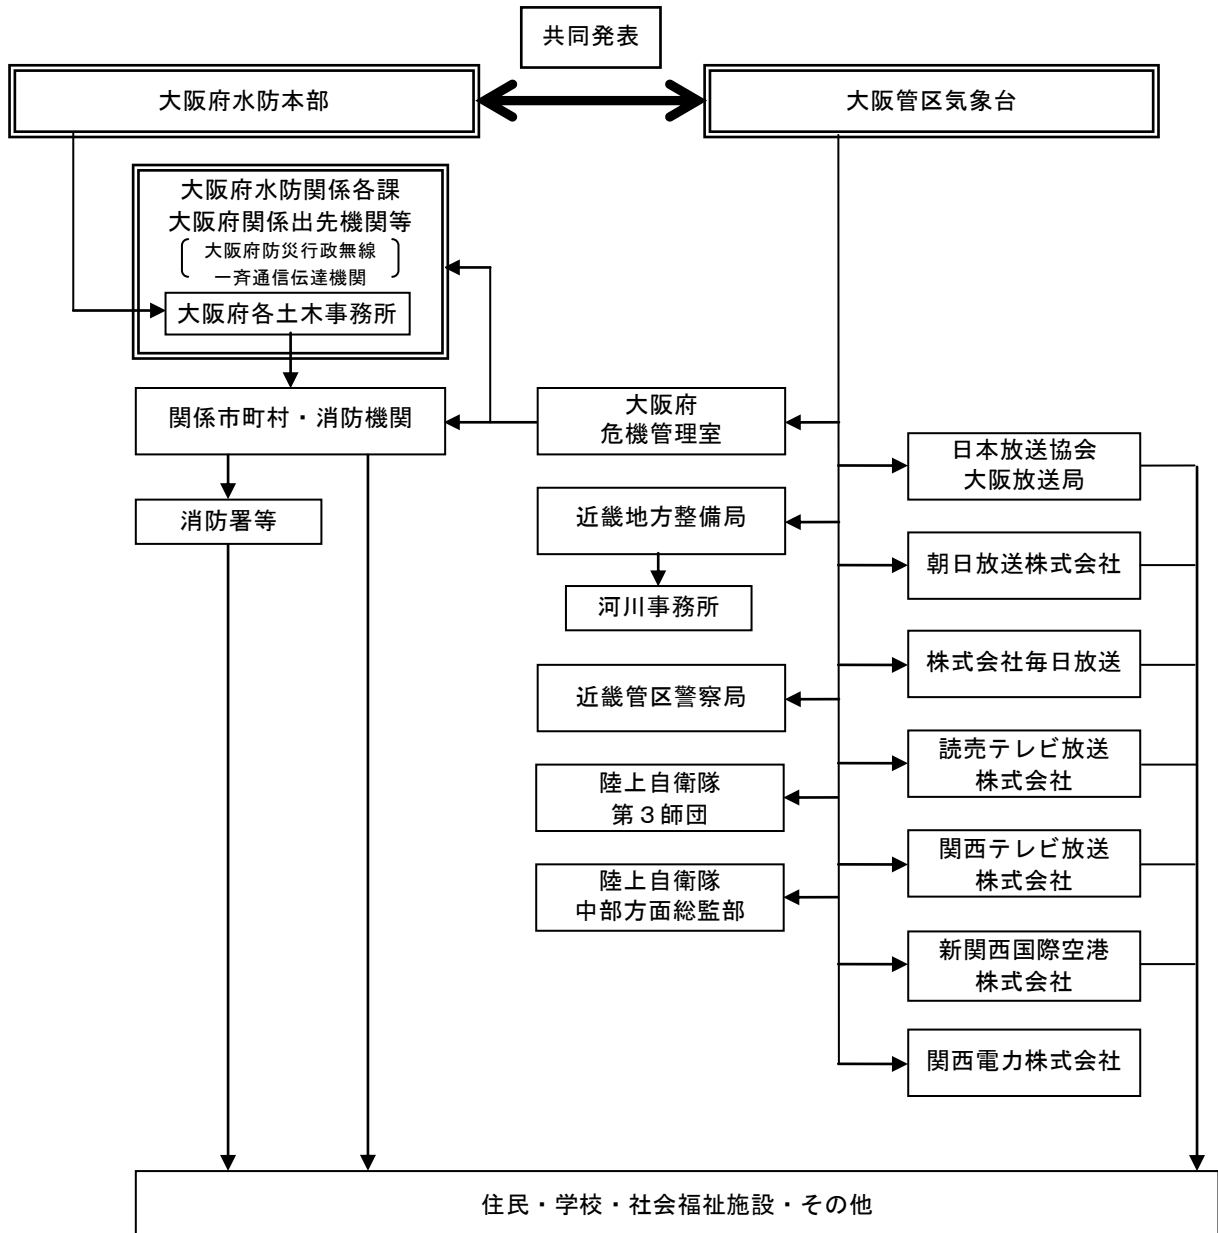 共同発表
大阪府水防本部
大阪管区気象台
大阪府水防関係各課
大阪府関係出先機関等
大阪府防災行政無線
一斉通信伝達機関
大阪府各土木事務所
関係市町村・消防機関
大阪府
危機管理室
日本放送協会
大阪放送局
消防署等
近畿地方整備局
朝日放送株式会社
河川事務所
株式会社毎日放送
近畿管区警察局
読売テレビ放送
株式会社
陸上自衛隊
第３師団
関西テレビ放送
株式会社
陸上自衛隊
中部方面総監部
新関西国際空港
株式会社
関西電力株式会社
住民・学校・社会福祉施設・その他